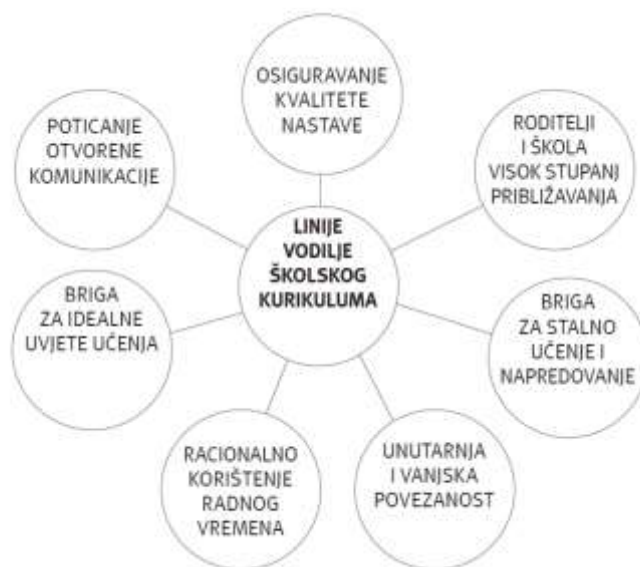 OSIGURAVANJE
KVALITETE
NASTAVE
POTICANJE
OTVORENE
KOMUNIKACIJE
RODITELJI
I ŠKOLA
VISOK STUPANJ
PRIBLIŽAVANJA
LINIJE
VODILJE
ŠKOLSKOG
KURIKULUMA
BRIGA
ZA IDEALNE
UVJETE UČENJA
BRIGA
ZA STALNO
UČENJE I
NAPREDOVANJE
RACIONALNO
KORIŠTENJE
RADNOG
VREMENA
UNUTARNJA
I VANJSKA
POVEZANOST